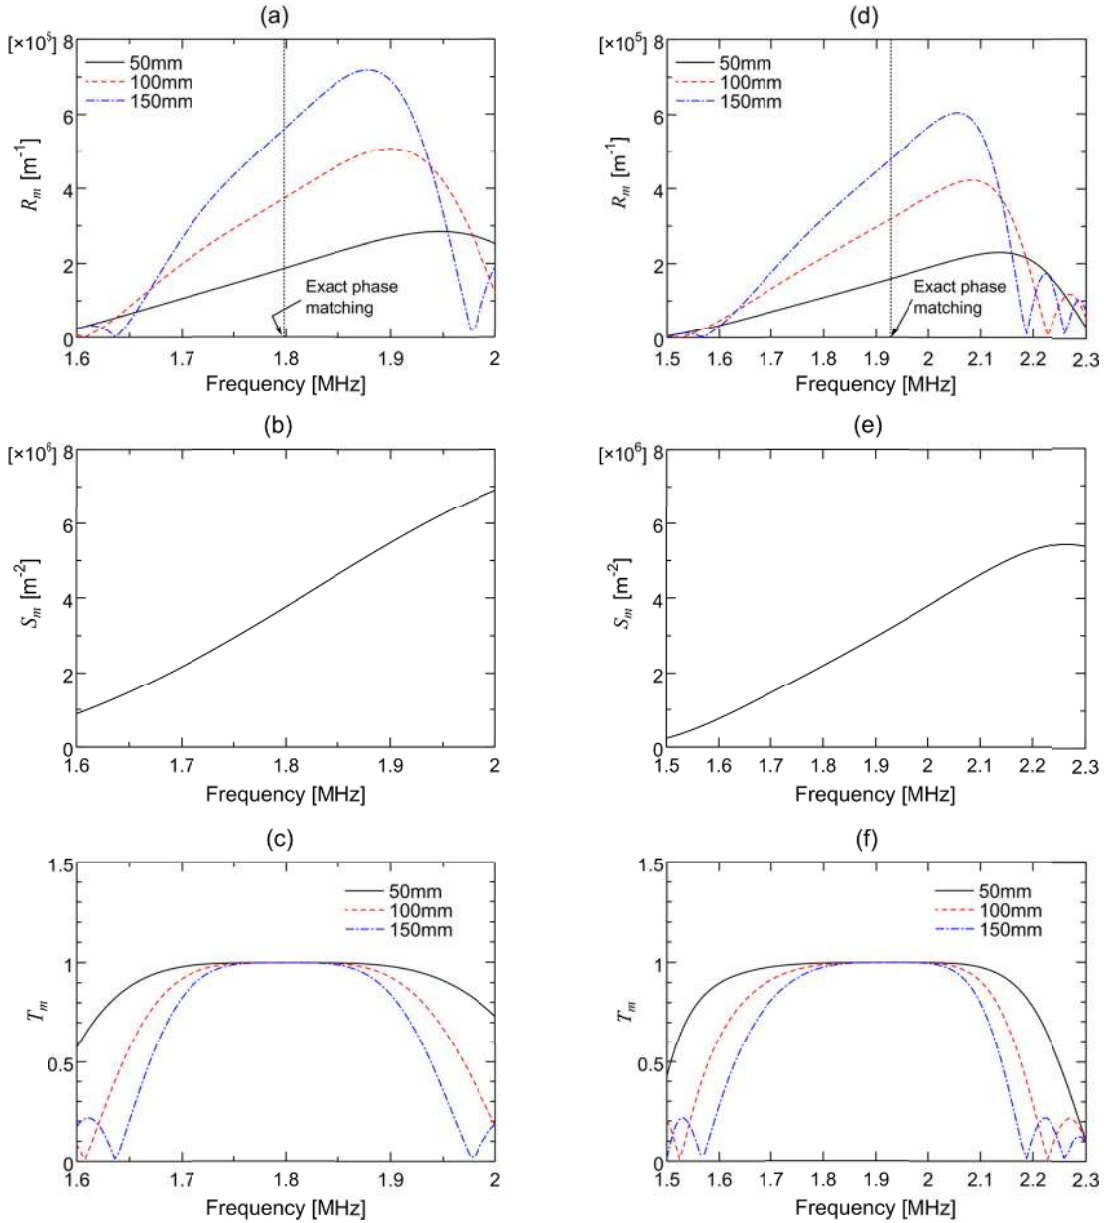 (a)
[×10⁵]
8
6
4
2
0
R_m [m⁻¹]
50mm
100mm
150mm
Exact phase
matching
1.6 1.7 1.8 1.9 2
Frequency [MHz]
(d)
[×10⁵]
8
6
4
2
0
R_m [m⁻¹]
50mm
100mm
150mm
Exact phase
matching
1.5 1.6 1.7 1.8 1.9 2 2.1 2.2 2.3
Frequency [MHz]
(b)
[×10⁶]
8
6
4
2
0
S_m [m⁻²]
1.6 1.7 1.8 1.9 2
Frequency [MHz]
(e)
[×10⁶]
8
6
4
2
0
S_m [m⁻²]
1.5 1.6 1.7 1.8 1.9 2 2.1 2.2 2.3
Frequency [MHz]
(c)
1.5
1
0.5
0
T_m
50mm
100mm
150mm
1.6 1.7 1.8 1.9 2
Frequency [MHz]
(f)
1.5
1
0.5
0
T_m
50mm
100mm
150mm
1.5 1.6 1.7 1.8 1.9 2 2.1 2.2 2.3
Frequency [MHz]